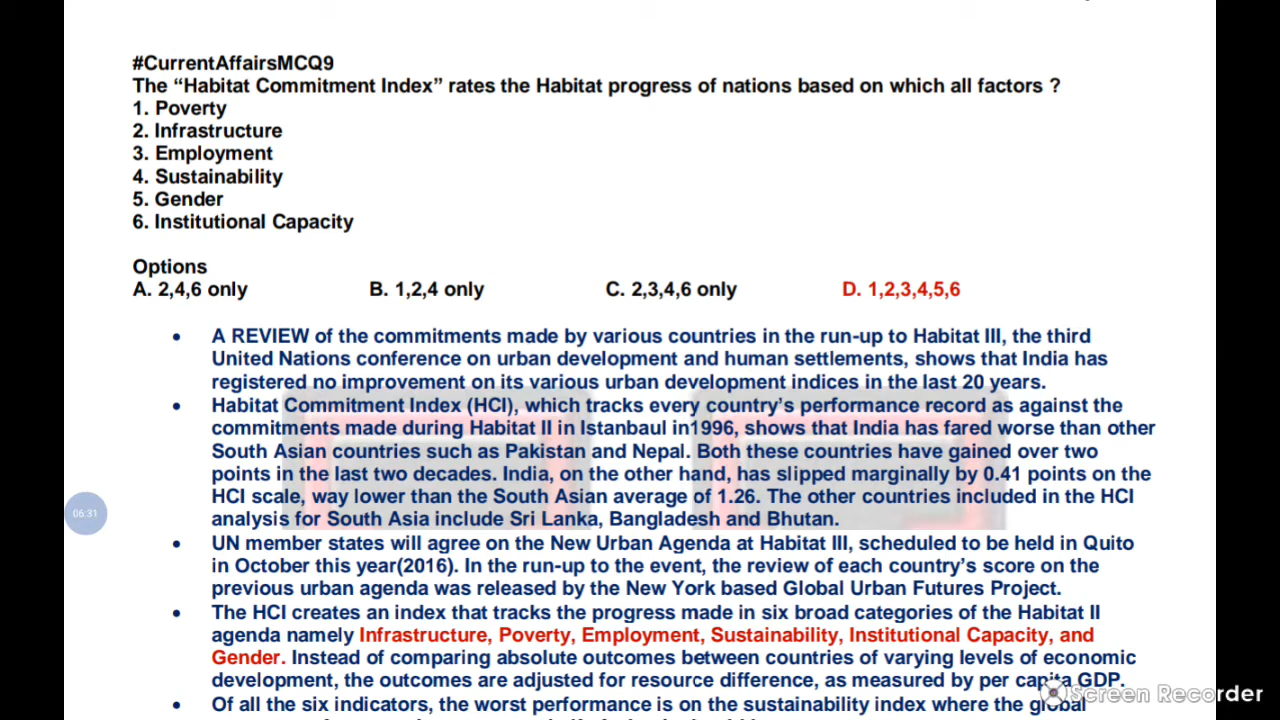 #CurrentAffairsMCQ9
The “Habitat Commitment Index” rates the Habitat progress of nations based on which all factors ?
1. Poverty
2. Infrastructure
3. Employment
4. Sustainability
5. Gender
6. Institutional Capacity
Options
A. 2,4,6 only B. 1,2,4 only C. 2,3,4,6 only D. 1,2,3,4,5,6
• A REVIEW of the commitments made by various countries in the run-up to Habitat III, the third
United Nations conference on urban development and human settlements, shows that India has
registered no improvement on its various urban development indices in the last 20 years.
• Habitat Commitment Index (HCI), which tracks every country’s performance record as against the
commitments made during Habitat II in Istanbaul in1996, shows that India has fared worse than other
South Asian countries such as Pakistan and Nepal. Both these countries have gained over two
points in the last two decades. India, on the other hand, has slipped marginally by 0.41 points on the
HCI scale, way lower than the South Asian average of 1.26. The other countries included in the HCI
analysis for South Asia include Sri Lanka, Bangladesh and Bhutan.
• UN member states will agree on the New Urban Agenda at Habitat III, scheduled to be held in Quito
in October this year(2016). In the run-up to the event, the review of each country’s score on the
previous urban agenda was released by the New York based Global Urban Futures Project.
• The HCI creates an index that tracks the progress made in six broad categories of the Habitat II
agenda namely Infrastructure, Poverty, Employment, Sustainability, Institutional Capacity, and
Gender. Instead of comparing absolute outcomes between countries of varying levels of economic
development, the outcomes are adjusted for resource difference, as measured by per capita GDP.
• Of all the six indicators, the worst performance is on the sustainability index where the global
06:31
Screen Recorder